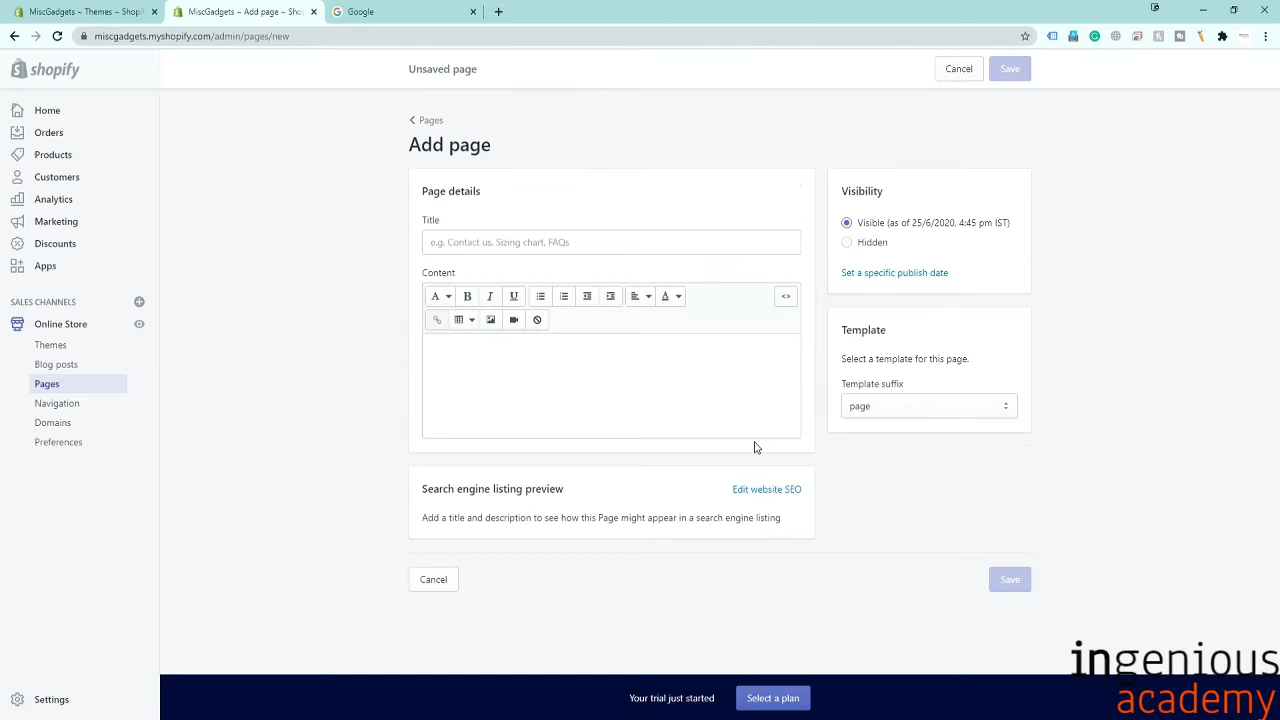 MiscGadgets ~ Themes ~ Shopif
MiscGadgets ~ Add page ~ Sho
Google
miscgadgets.myshopify.com/admin/pages/new
shopify
Unsaved page
Cancel
Save
Home
Orders
Products
Customers
Analytics
Marketing
Discounts
Apps
SALES CHANNELS
Online Store
Themes
Blog posts
Pages
Navigation
Domains
Preferences
Settings
Pages
Add page
Page details
Title
e.g. Contact us, Sizing chart, FAQs
Content
Search engine listing preview
Edit website SEO
Add a title and description to see how this Page might appear in a search engine listing
Visibility
Visible (as of 25/6/2020, 4:45 pm IST)
Hidden
Set a specific publish date
Template
Select a template for this page.
Template suffix
page
Cancel
Save
Your trial just started
Select a plan
ingenious
academy